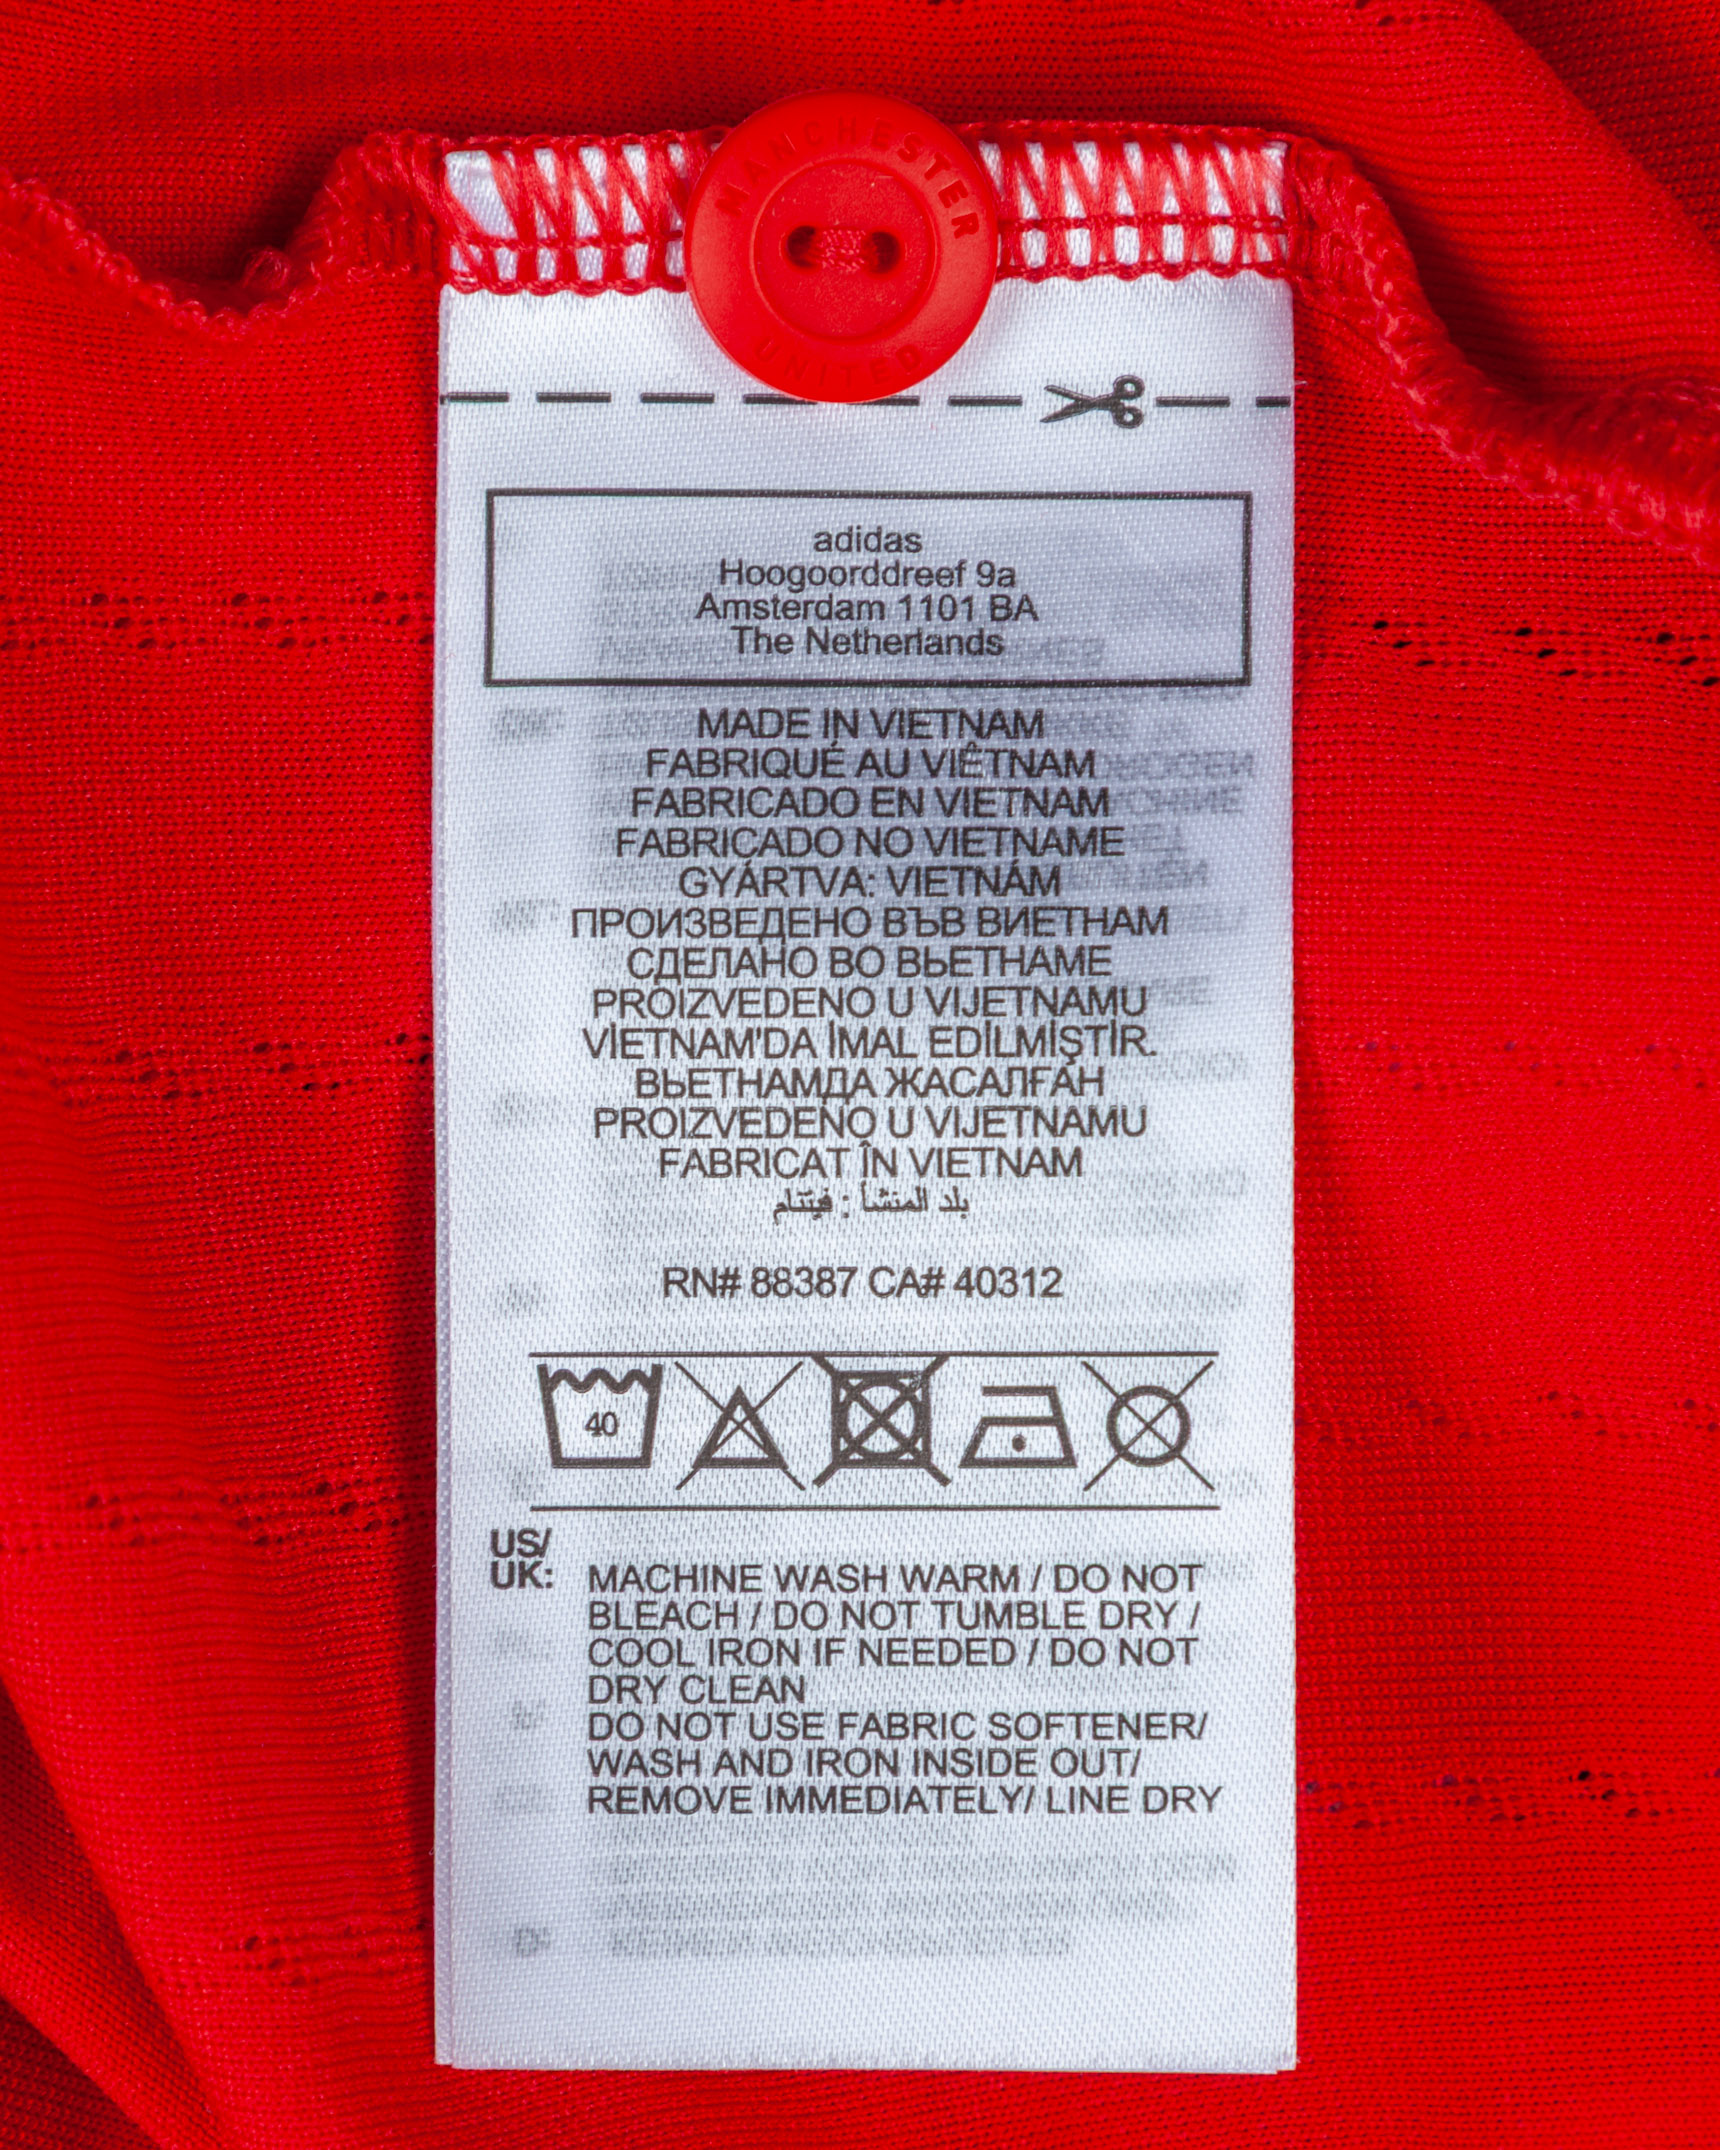 MANCHESTER
UNITED
adidas
Hoogoorddreef 9a
Amsterdam 1101 BA
The Netherlands
MADE IN VIETNAM
FABRIQUÉ AU VIÊTNAM
FABRICADO EN VIETNAM
FABRICADO NO VIETNAME
GYÁRTVA: VIETNÁM
ПРОИЗВЕДЕНО ВЪВ ВИЕТНАМ
СДЕЛАНО ВО ВЬЕТНАМЕ
PROIZVEDENO U VIJETNAMU
VİETNAM'DA İMAL EDİLMİŞTİR.
ВЬЕТНАМДА ЖАСАЛҒАН
PROIZVEDENO U VIJETNAMU
FABRICAT ÎN VIETNAM
بلد المنشأ : فيتنام
RN# 88387 CA# 40312
40
US/
UK:
MACHINE WASH WARM / DO NOT
BLEACH / DO NOT TUMBLE DRY /
COOL IRON IF NEEDED / DO NOT
DRY CLEAN
DO NOT USE FABRIC SOFTENER/
WASH AND IRON INSIDE OUT/
REMOVE IMMEDIATELY/ LINE DRY